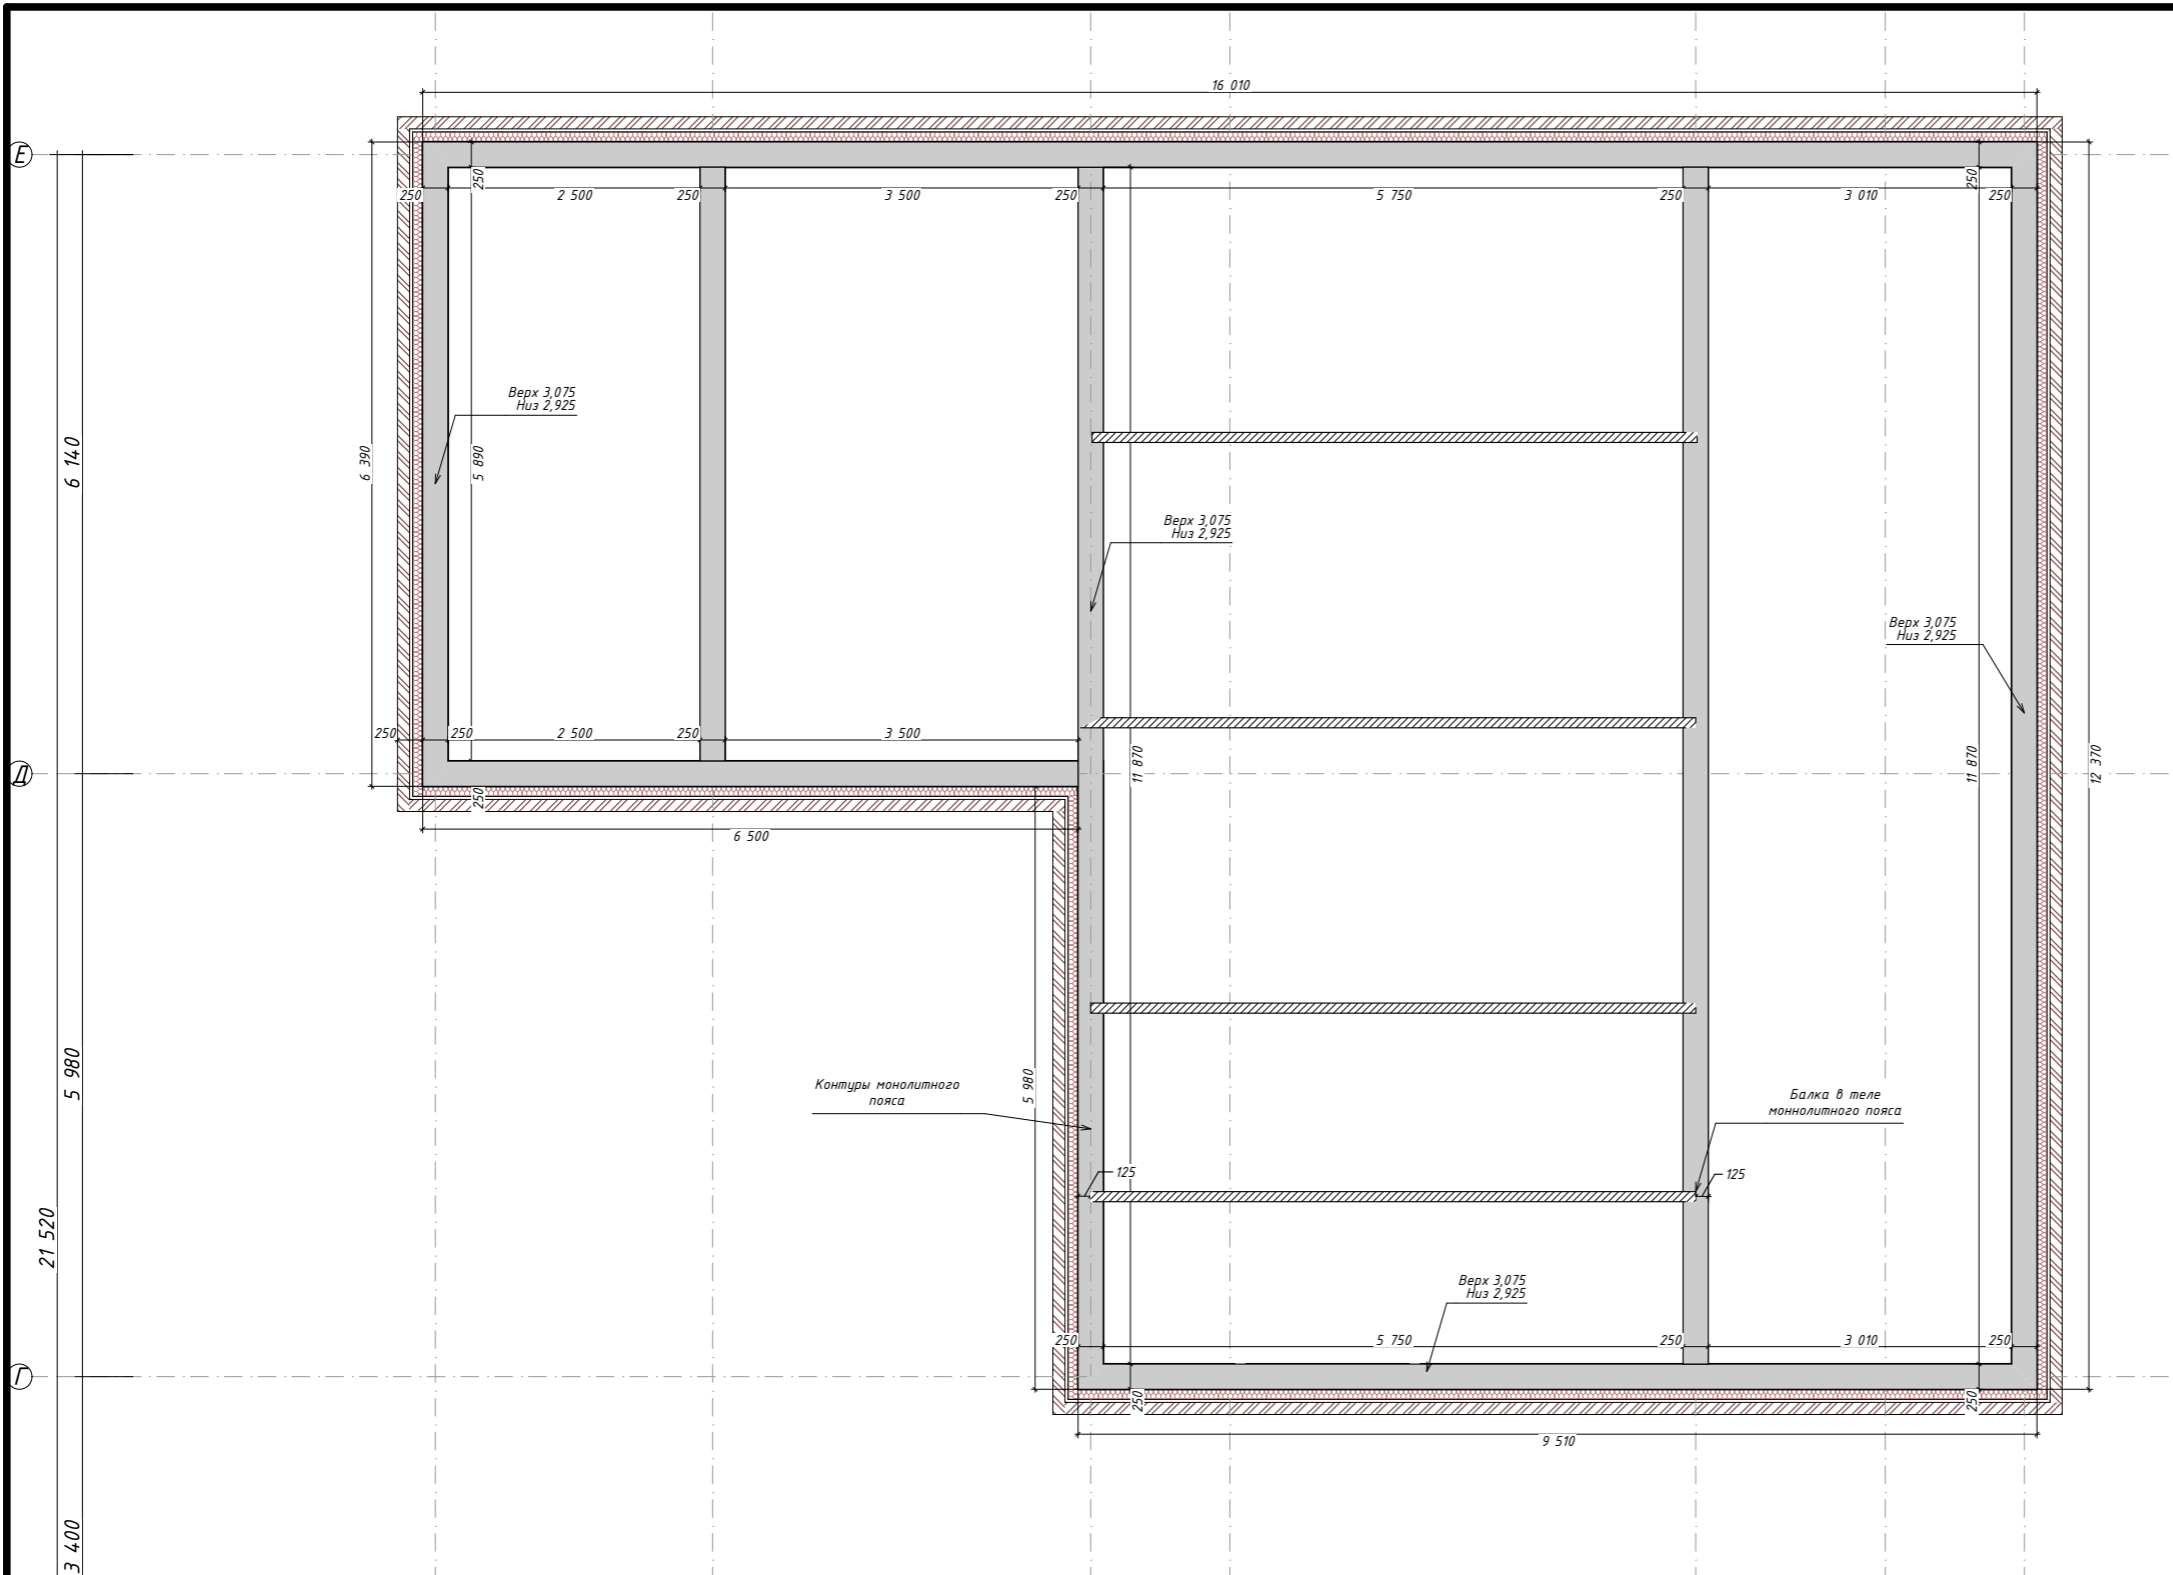 16 010
Е
250
250
250
2 500
250
3 500
250
5 750
250
3 010
250
Верх 3,075
Низ 2,925
6 140
6 390
5 890
Верх 3,075
Низ 2,925
Верх 3,075
Низ 2,925
250
250
2 500
250
3 500
Д
11 870
11 870
12 370
250
6 500
5 980
5 980
Контуры монолитного
пояса
Балка в теле
моннолитного пояса
125
125
21 520
Верх 3,075
Низ 2,925
250
5 750
250
3 010
250
Г
250
250
9 510
3 400